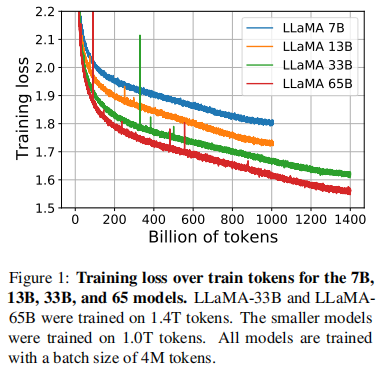 2.2
2.1
2.0
1.9
1.8
1.7
1.6
1.5
Training loss
LLaMA 7B
LLaMA 13B
LLaMA 33B
LLaMA 65B
0 200 400 600 800 1000 1200 1400
Billion of tokens
Figure 1: Training loss over train tokens for the 7B,
13B, 33B, and 65 models. LLaMA-33B and LLaMA-
65B were trained on 1.4T tokens. The smaller models
were trained on 1.0T tokens. All models are trained
with a batch size of 4M tokens.